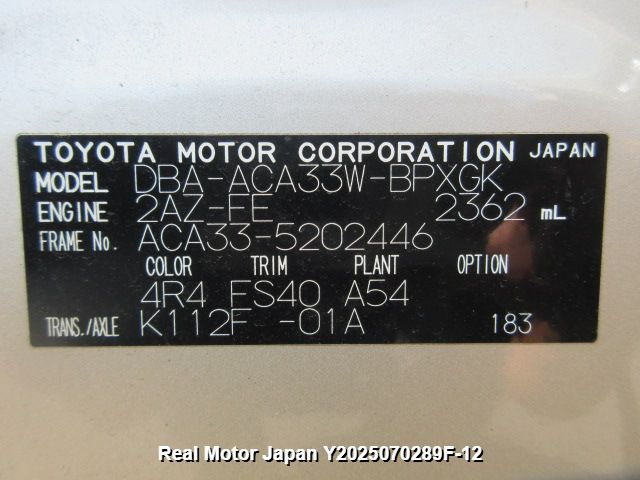 TOYOTA MOTOR CORPORATION JAPAN
MODEL DBA-ACA33W-BPXGK
ENGINE 2AZ-FE 2362 mL
FRAME No. ACA33-5202446
COLOR TRIM PLANT OPTION
4R4 FS40 A54
TRANS./AXLE K112F -01A 183
Real Motor Japan Y2025070289F-12